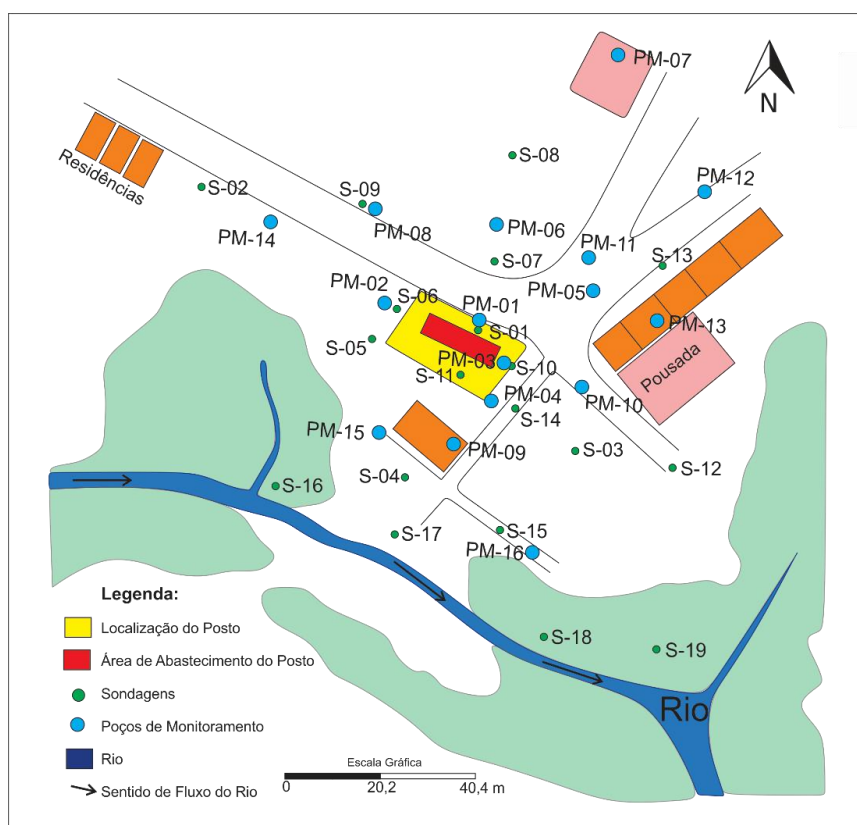 PM-07
N
S-08
Residências
S-02
S-09
PM-12
PM-14
PM-08
PM-06
PM-11
S-07
S-13
PM-02
S-06
PM-01
PM-05
S-01
PM-13
S-05
PM-03
S-10
S-11
Pousada
PM-04
PM-10
S-14
PM-15
PM-09
S-03
S-12
S-04
S-16
S-17
S-15
PM-16
S-18
S-19
Rio
Legenda:
Localização do Posto
Área de Abastecimento do Posto
Sondagens
Poços de Monitoramento
Rio
Sentido de Fluxo do Rio
Escala Gráfica
0 20,2 40,4 m